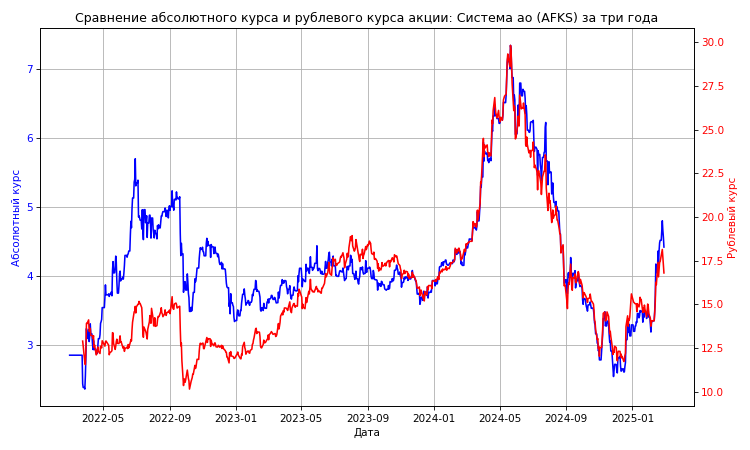 Сравнение абсолютного курса и рублевого курса акции: Система ао (AFKS) за три года
Абсолютный курс
7
6
5
4
3
30.0
27.5
25.0
22.5
20.0
17.5
15.0
12.5
10.0
Рублевый курс
2022-05 2022-09 2023-01 2023-05 2023-09 2024-01 2024-05 2024-09 2025-01
Дата